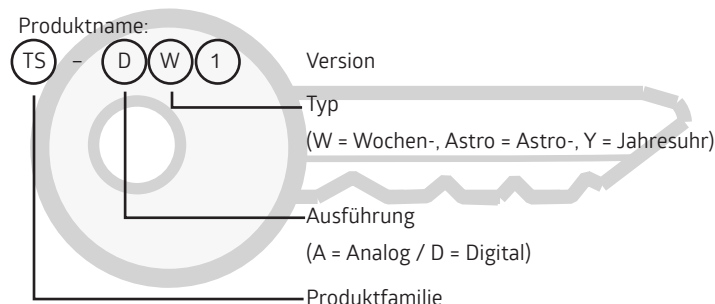 Produktname:
TS – D W 1 Version
Typ
(W = Wochen-, Astro = Astro-, Y = Jahresuhr)
Ausführung
(A = Analog / D = Digital)
Produktfamilie